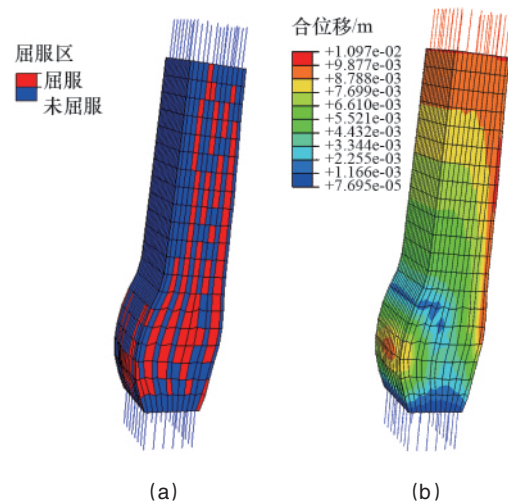 屈服区
屈服
未屈服
合位移/m
+1.097e-02
+9.877e-03
+8.788e-03
+7.699e-03
+6.610e-03
+5.521e-03
+4.432e-03
+3.344e-03
+2.255e-03
+1.166e-03
+7.695e-05
(a)
(b)